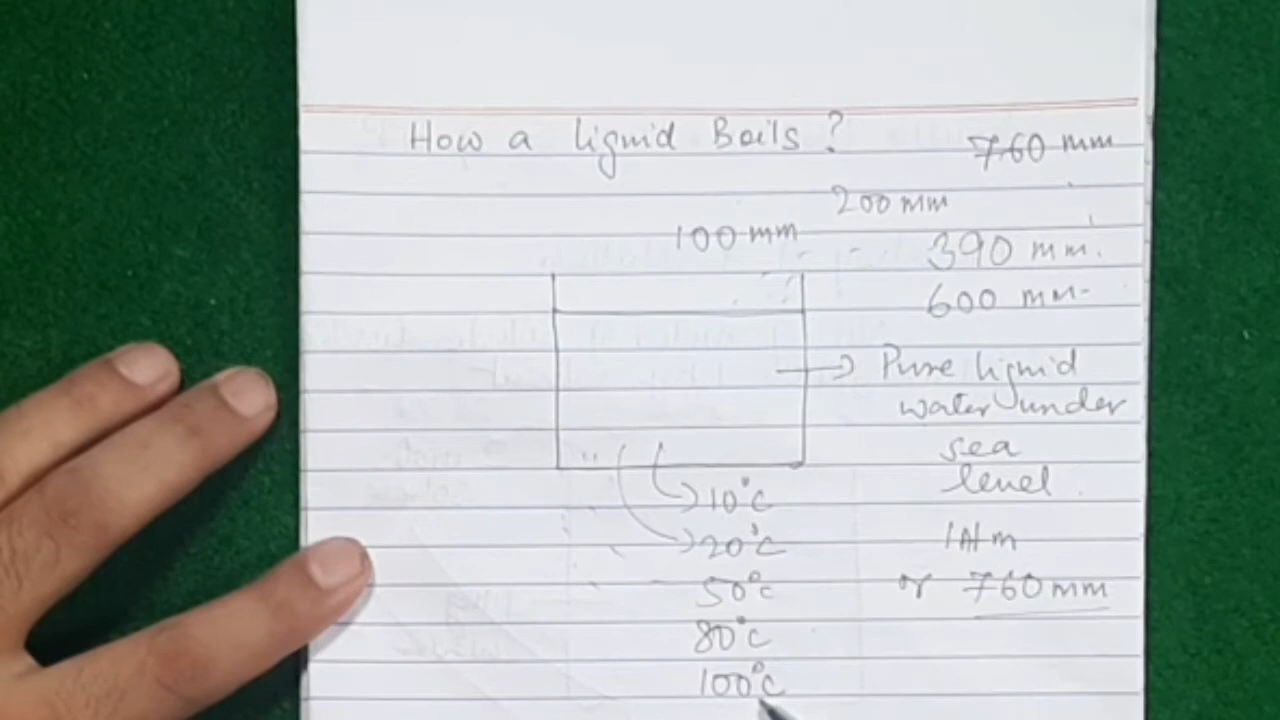 How a liquid Boils?
760 mm
200 mm
100 mm
390 mm.
600 mm-
Pure liquid
water under
sea
level.
10°C
20°C
1Atm
50°C
or 760 mm
80°C
100°C